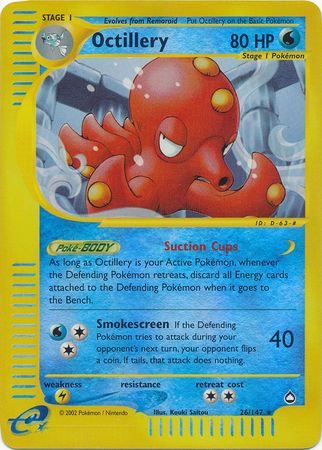 STAGE 1
Evolves from Remoraid Put Octillery on the Basic Pokémon
Octillery 80 HP
Stage 1 Pokémon
ID: D-63-#
Poké-BODY Suction Cups
As long as Octillery is your Active Pokémon, whenever
the Defending Pokémon retreats, discard all Energy cards
attached to the Defending Pokémon when it goes to
the Bench.
Smokescreen If the Defending
Pokémon tries to attack during your
opponent's next turn, your opponent flips
a coin. If tails, that attack does nothing.
40
weakness resistance retreat cost
e
© 2002 Pokémon / Nintendo Illus. Kouki Saitou 26/147 ★